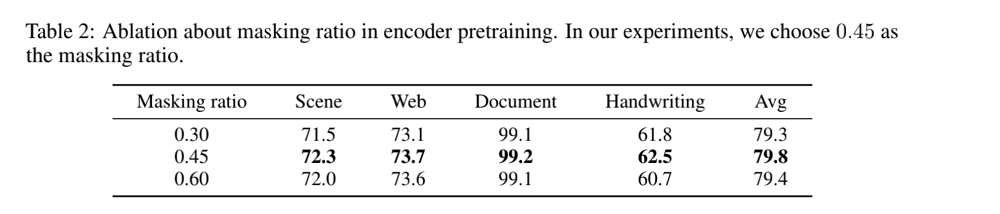 Table 2: Ablation about masking ratio in encoder pretraining. In our experiments, we choose 0.45 as
the masking ratio.
Masking ratio Scene Web Document Handwriting Avg
0.30 71.5 73.1 99.1 61.8 79.3
0.45 72.3 73.7 99.2 62.5 79.8
0.60 72.0 73.6 99.1 60.7 79.4